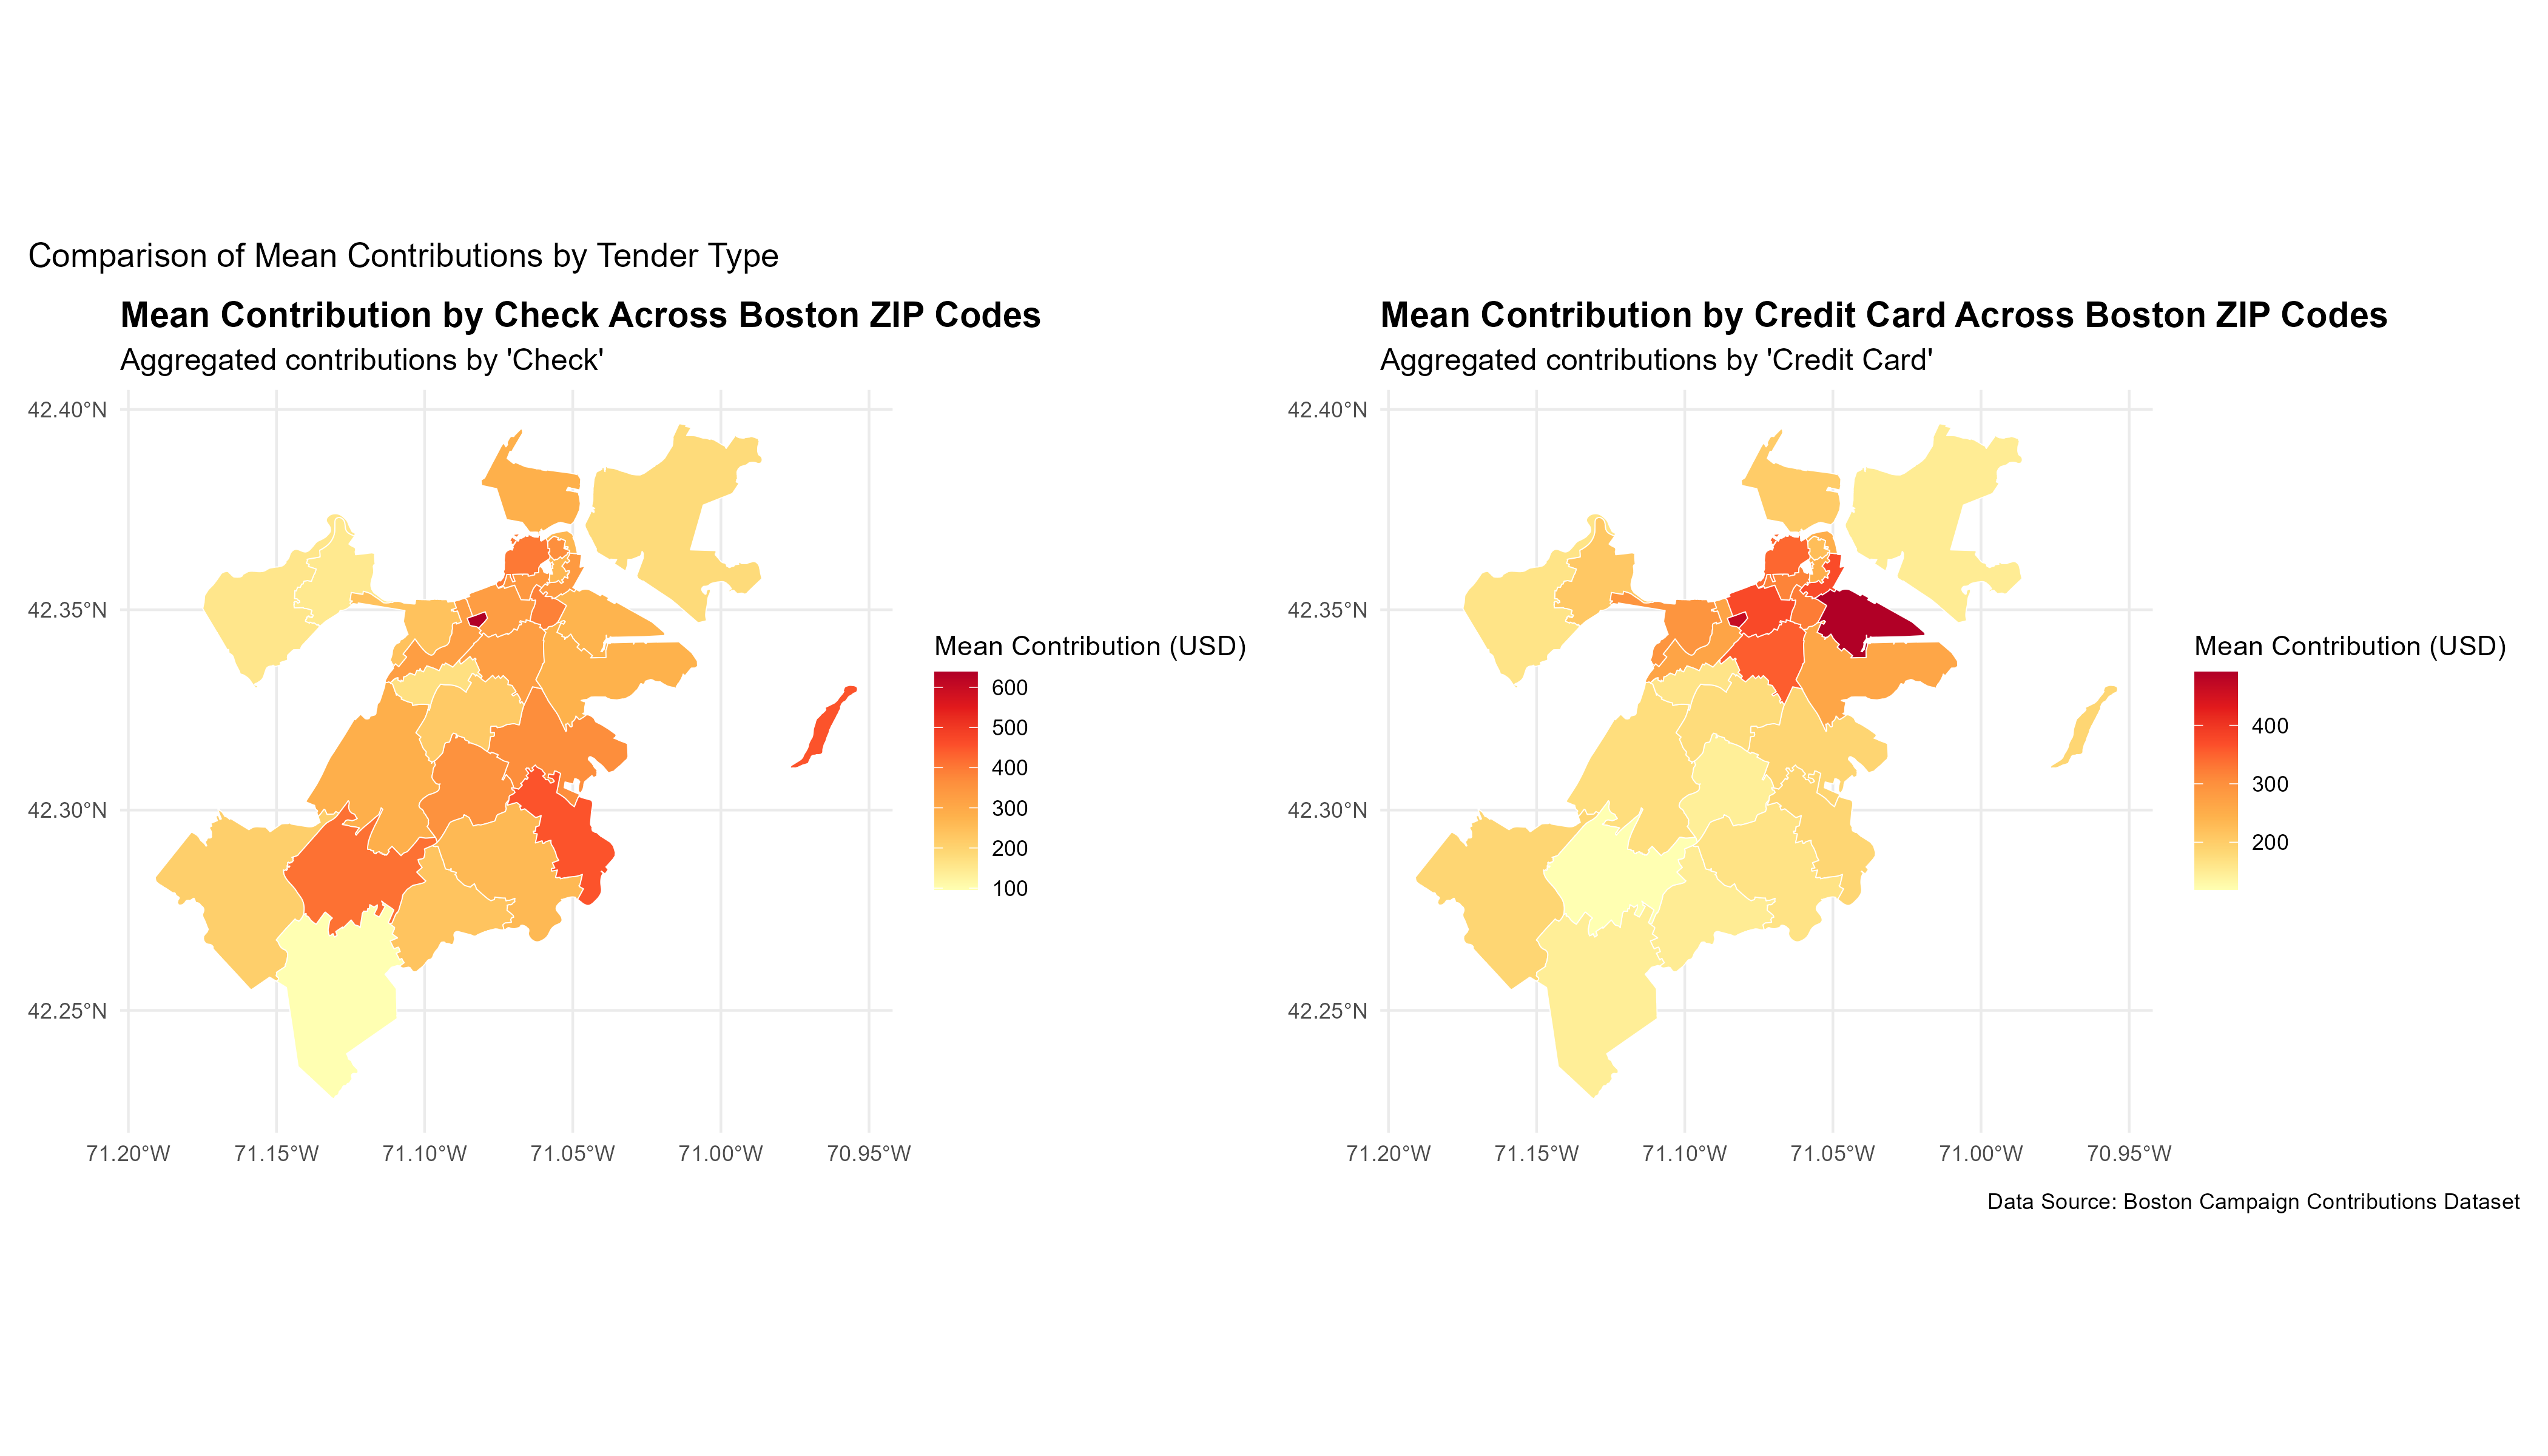 Comparison of Mean Contributions by Tender Type
Mean Contribution by Check Across Boston ZIP Codes
Aggregated contributions by 'Check'
42.40°N
42.35°N
42.30°N
42.25°N
71.20°W 71.15°W 71.10°W 71.05°W 71.00°W 70.95°W
Mean Contribution (USD)
600
500
400
300
200
100
Mean Contribution by Credit Card Across Boston ZIP Codes
Aggregated contributions by 'Credit Card'
42.40°N
42.35°N
42.30°N
42.25°N
71.20°W 71.15°W 71.10°W 71.05°W 71.00°W 70.95°W
Mean Contribution (USD)
400
300
200
Data Source: Boston Campaign Contributions Dataset